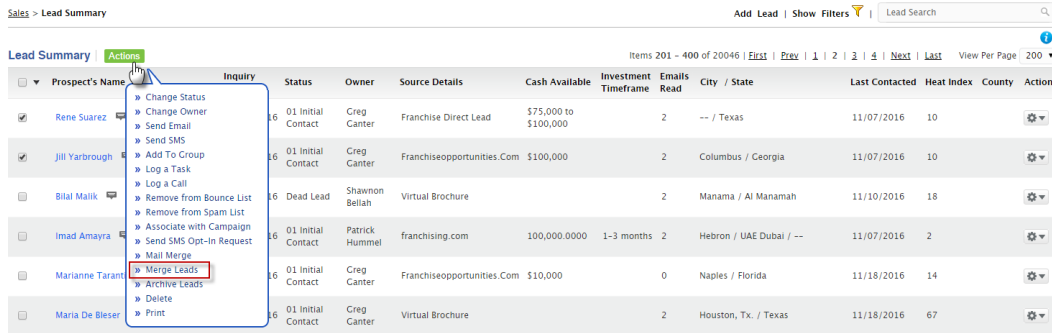 Sales > Lead Summary
Add Lead | Show Filters | Lead Search
Lead Summary | Actions
Items 201 - 400 of 20046 | First | Prev | 1 | 2 | 3 | 4 | Next | Last View Per Page 200
Prospect's Name Inquiry Status Owner Source Details Cash Available Investment Timeframe Emails Read City / State Last Contacted Heat Index County Action
» Change Status
» Change Owner
» Send Email
» Send SMS
» Add To Group
» Log a Task
» Log a Call
» Remove from Bounce List
» Remove from Spam List
» Associate with Campaign
» Send SMS Opt-In Request
» Mail Merge
» Merge Leads
» Archive Leads
» Delete
» Print
Rene Suarez 16 01 Initial Contact Greg Canter Franchise Direct Lead $75,000 to $100,000 2 -- / Texas 11/07/2016 10
Jill Yarbrough 16 01 Initial Contact Greg Canter Franchiseopportunities.Com $100,000 2 Columbus / Georgia 11/07/2016 10
Bilal Malik 16 Dead Lead Shawnon Bellah Virtual Brochure 2 Manama / Al Manamah 11/10/2016 18
Imad Amayra 16 01 Initial Contact Patrick Hummel franchising.com 100,000.0000 1-3 months 2 Hebron / UAE Dubai / -- 11/07/2016 2
Marianne Taranti 16 01 Initial Contact Greg Canter Franchiseopportunities.Com $10,000 0 Naples / Florida 11/18/2016 14
Maria De Bleser 16 01 Initial Contact Greg Canter Virtual Brochure 2 Houston, Tx. / Texas 11/18/2016 67